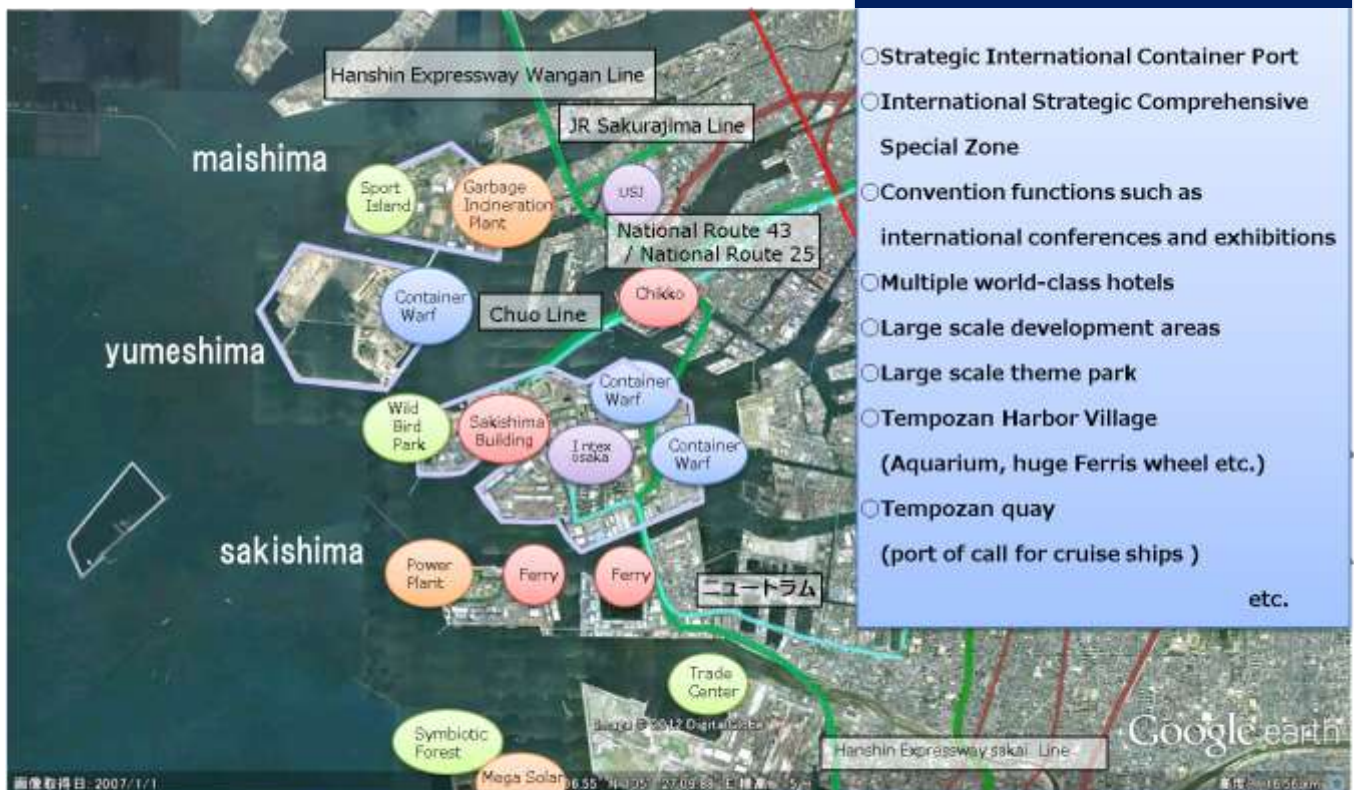 Hanshin Expressway Wangan Line
JR Sakurajima Line
maishima
Sport
Island
Garbage
Incineration
Plant
USJ
National Route 43
/ National Route 25
Container
Warf
Chuo Line
Chikko
yumeshima
Container
Warf
Wild
Bird
Park
Sakishima
Building
Intex
osaka
Container
Warf
sakishima
Power
Plant
Ferry
Ferry
ニュートラム
Trade
Center
Symbiotic
Forest
Mega Solar
Image © 2012 DigitalGlobe
Hanshin Expressway sakai Line
Google earth
画像取得日: 2007/1/1
○Strategic International Container Port
○International Strategic Comprehensive
Special Zone
○Convention functions such as
international conferences and exhibitions
○Multiple world-class hotels
○Large scale development areas
○Large scale theme park
○Tempozan Harbor Village
(Aquarium, huge Ferris wheel etc.)
○Tempozan quay
(port of call for cruise ships )
etc.